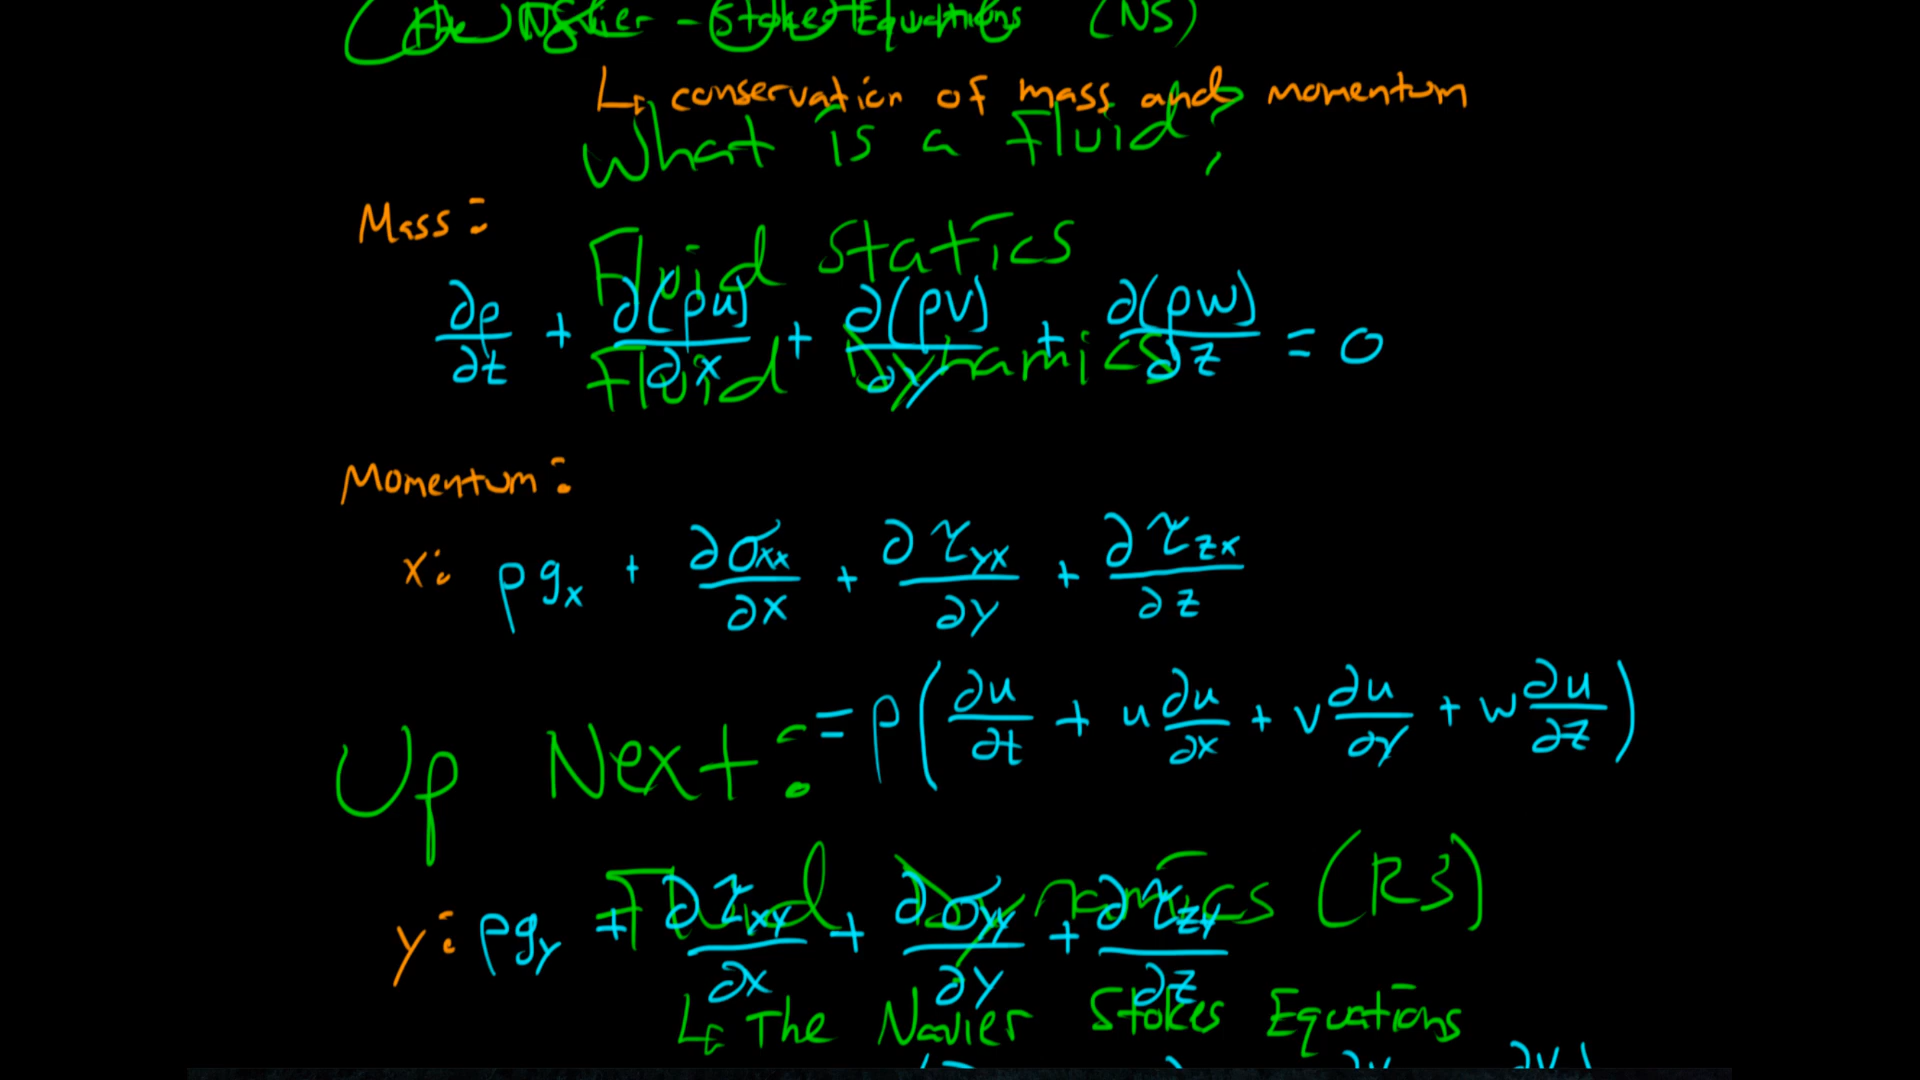 The Navier-Stokes Equations (NS)
↳ conservation of mass and momentum
What is a Fluid?
Mass:
Fluid Statics
∂ρ/∂t + ∂(ρu)/∂x + ∂(ρv)/∂y + ∂(ρw)/∂z = 0
Fluid Dynamics
Momentum:
x: ρgₓ + ∂σₓₓ/∂x + ∂τ_yx/∂y + ∂τ_zx/∂z
= ρ(∂u/∂t + u∂u/∂x + v∂u/∂y + w∂u/∂z)
Up Next:
Fluid Dynamics (R3)
y: ρg_y + ∂τ_xy/∂x + ∂σ_yy/∂y + ∂τ_zy/∂z
↳ The Navier Stokes Equations